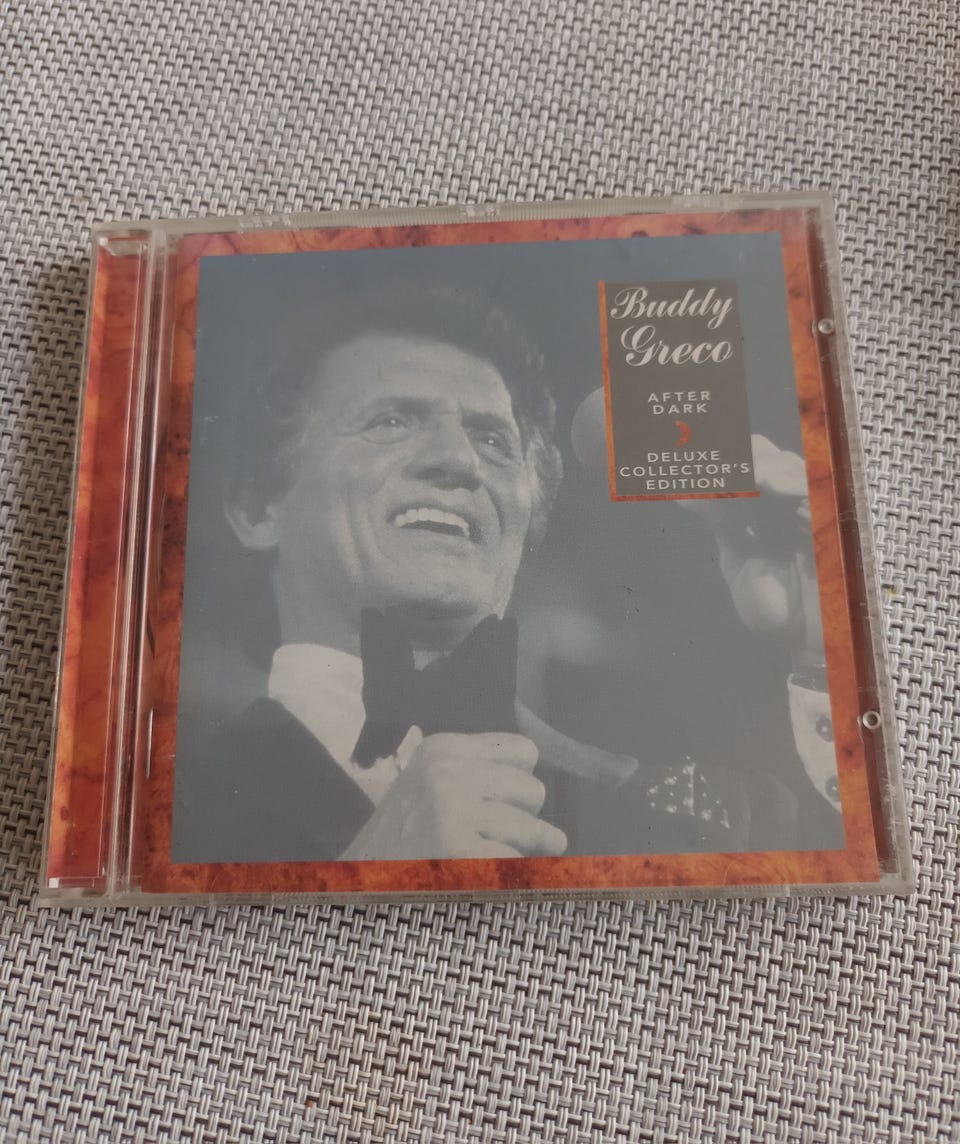 Buddy
Greco
AFTER
DARK
DELUXE
COLLECTOR'S
EDITION